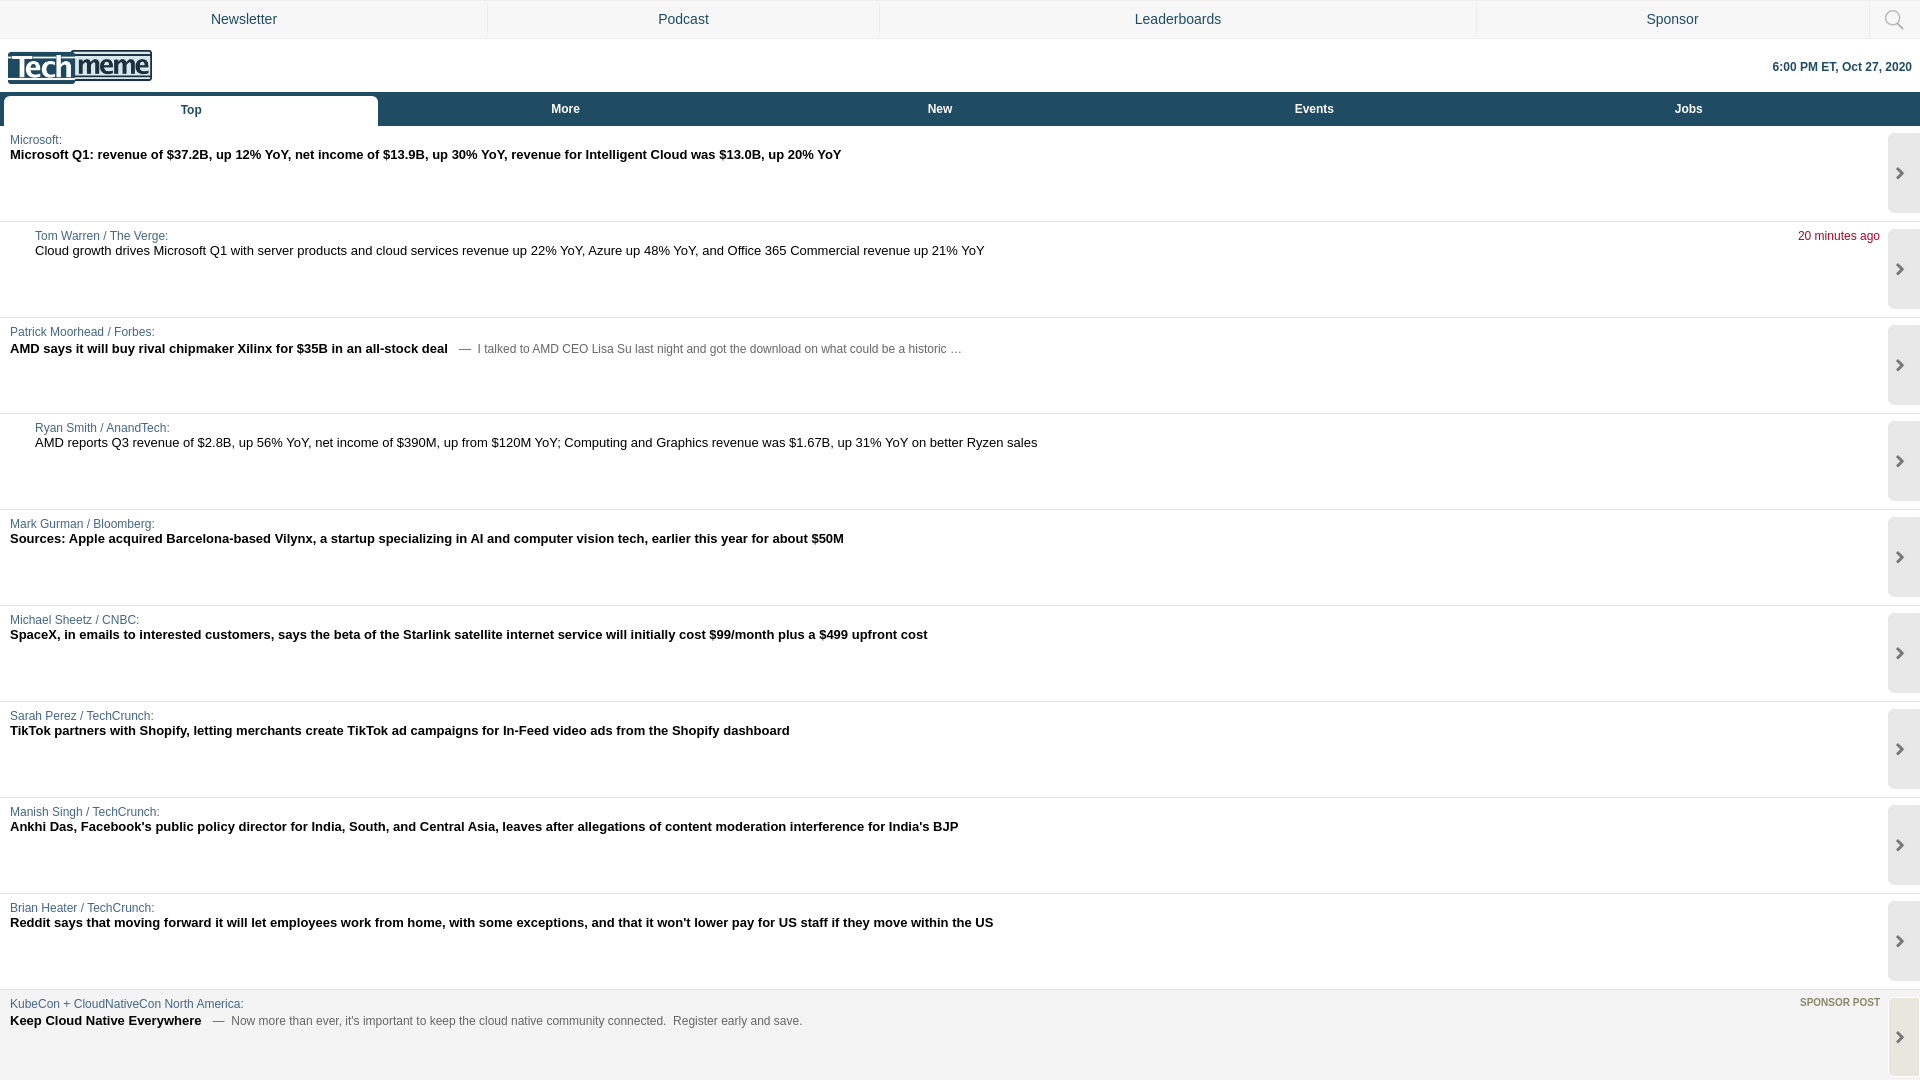 Newsletter
Podcast
Leaderboards
Sponsor
Techmeme
6:00 PM ET, Oct 27, 2020
Top
More
New
Events
Jobs
Microsoft:
Microsoft Q1: revenue of $37.2B, up 12% YoY, net income of $13.9B, up 30% YoY, revenue for Intelligent Cloud was $13.0B, up 20% YoY
Tom Warren / The Verge:
20 minutes ago
Cloud growth drives Microsoft Q1 with server products and cloud services revenue up 22% YoY, Azure up 48% YoY, and Office 365 Commercial revenue up 21% YoY
Patrick Moorhead / Forbes:
AMD says it will buy rival chipmaker Xilinx for $35B in an all-stock deal — I talked to AMD CEO Lisa Su last night and got the download on what could be a historic …
Ryan Smith / AnandTech:
AMD reports Q3 revenue of $2.8B, up 56% YoY, net income of $390M, up from $120M YoY; Computing and Graphics revenue was $1.67B, up 31% YoY on better Ryzen sales
Mark Gurman / Bloomberg:
Sources: Apple acquired Barcelona-based Vilynx, a startup specializing in AI and computer vision tech, earlier this year for about $50M
Michael Sheetz / CNBC:
SpaceX, in emails to interested customers, says the beta of the Starlink satellite internet service will initially cost $99/month plus a $499 upfront cost
Sarah Perez / TechCrunch:
TikTok partners with Shopify, letting merchants create TikTok ad campaigns for In-Feed video ads from the Shopify dashboard
Manish Singh / TechCrunch:
Ankhi Das, Facebook's public policy director for India, South, and Central Asia, leaves after allegations of content moderation interference for India's BJP
Brian Heater / TechCrunch:
Reddit says that moving forward it will let employees work from home, with some exceptions, and that it won't lower pay for US staff if they move within the US
KubeCon + CloudNativeCon North America:
SPONSOR POST
Keep Cloud Native Everywhere — Now more than ever, it's important to keep the cloud native community connected. Register early and save.